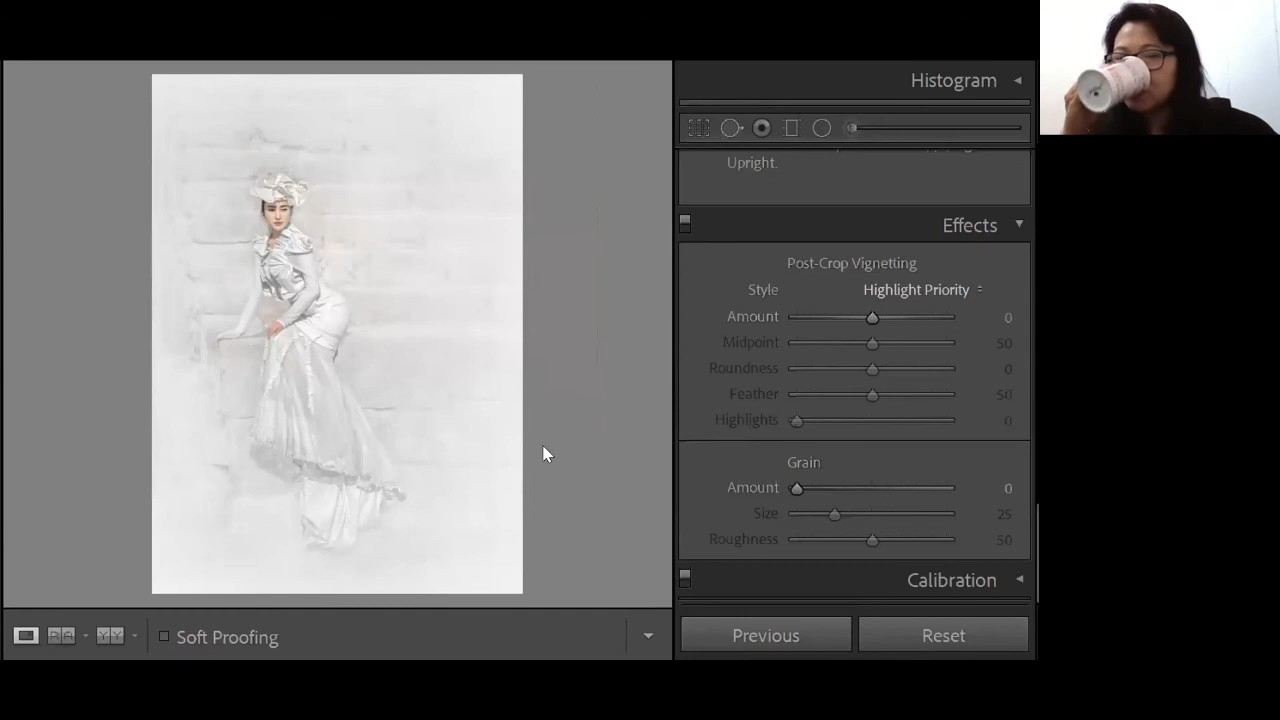 Histogram
Upright.
Effects
Post-Crop Vignetting
Style Highlight Priority
Amount 0
Midpoint 50
Roundness 0
Feather 50
Highlights 0
Grain
Amount 0
Size 25
Roughness 50
Calibration
Previous Reset
R A Y Y Soft Proofing